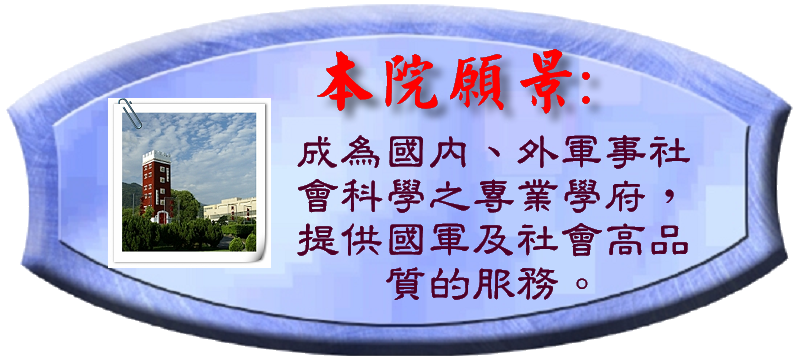 本院願景:
成為國內、外軍事社
會科學之專業學府，
提供國軍及社會高品
質的服務。